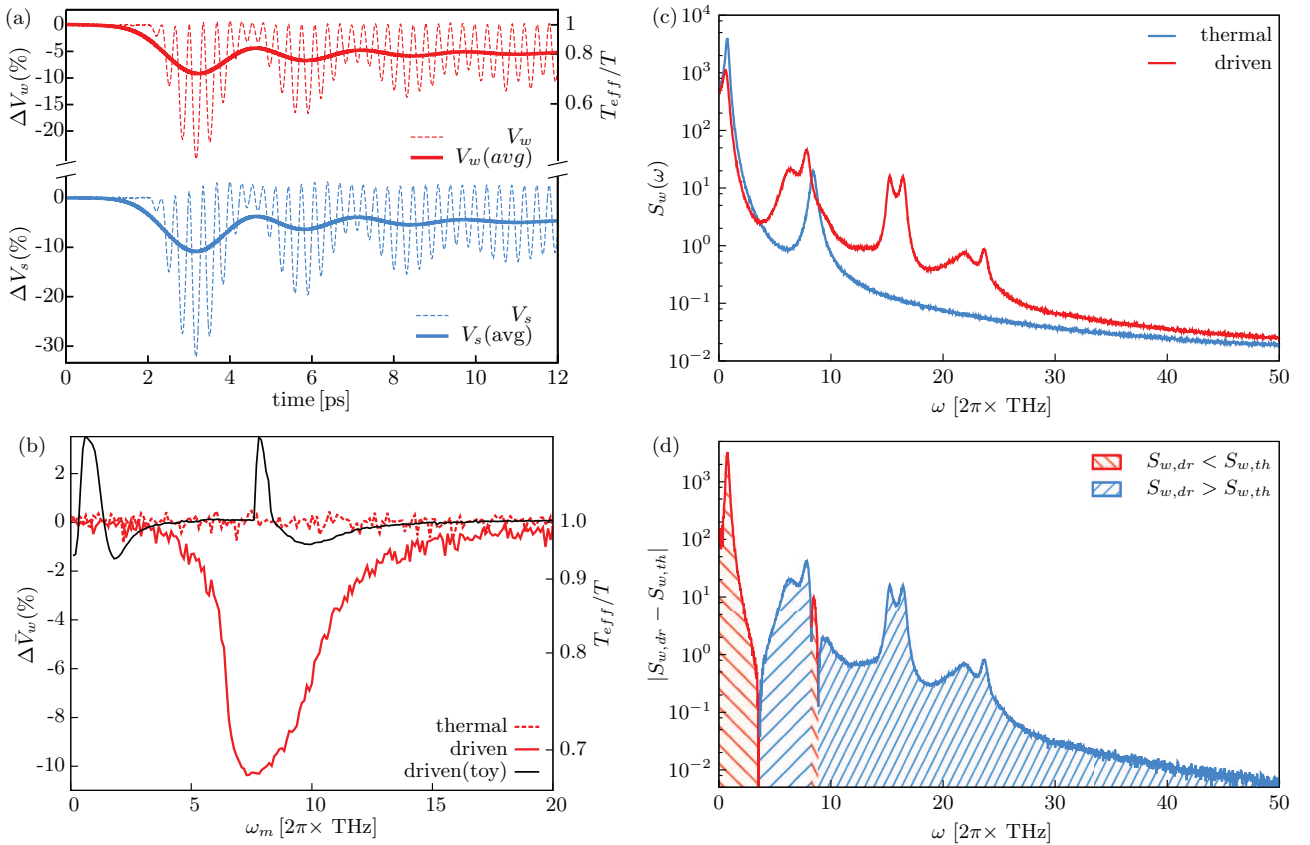 (a)
0
-5
-10
-15
-20
ΔV_w(%)
1
0.8
0.6
T_eff/T
V_w
V_w(avg)
0
-10
-20
-30
ΔV_s(%)
V_s
V_s(avg)
0 2 4 6 8 10 12
time [ps]
(b)
2
0
-2
-4
-6
-8
-10
ΔV̄_w(%)
1.0
0.9
0.8
0.7
T_eff/T
thermal
driven
driven(toy)
0 5 10 15 20
ω_m [2π× THz]
(c)
10^4
10^3
10^2
10^1
10^0
10^−1
10^−2
S_w(ω)
thermal
driven
0 10 20 30 40 50
ω [2π× THz]
(d)
10^3
10^2
10^1
10^0
10^−1
10^−2
|S_w,dr − S_w,th|
S_w,dr < S_w,th
S_w,dr > S_w,th
0 10 20 30 40 50
ω [2π× THz]